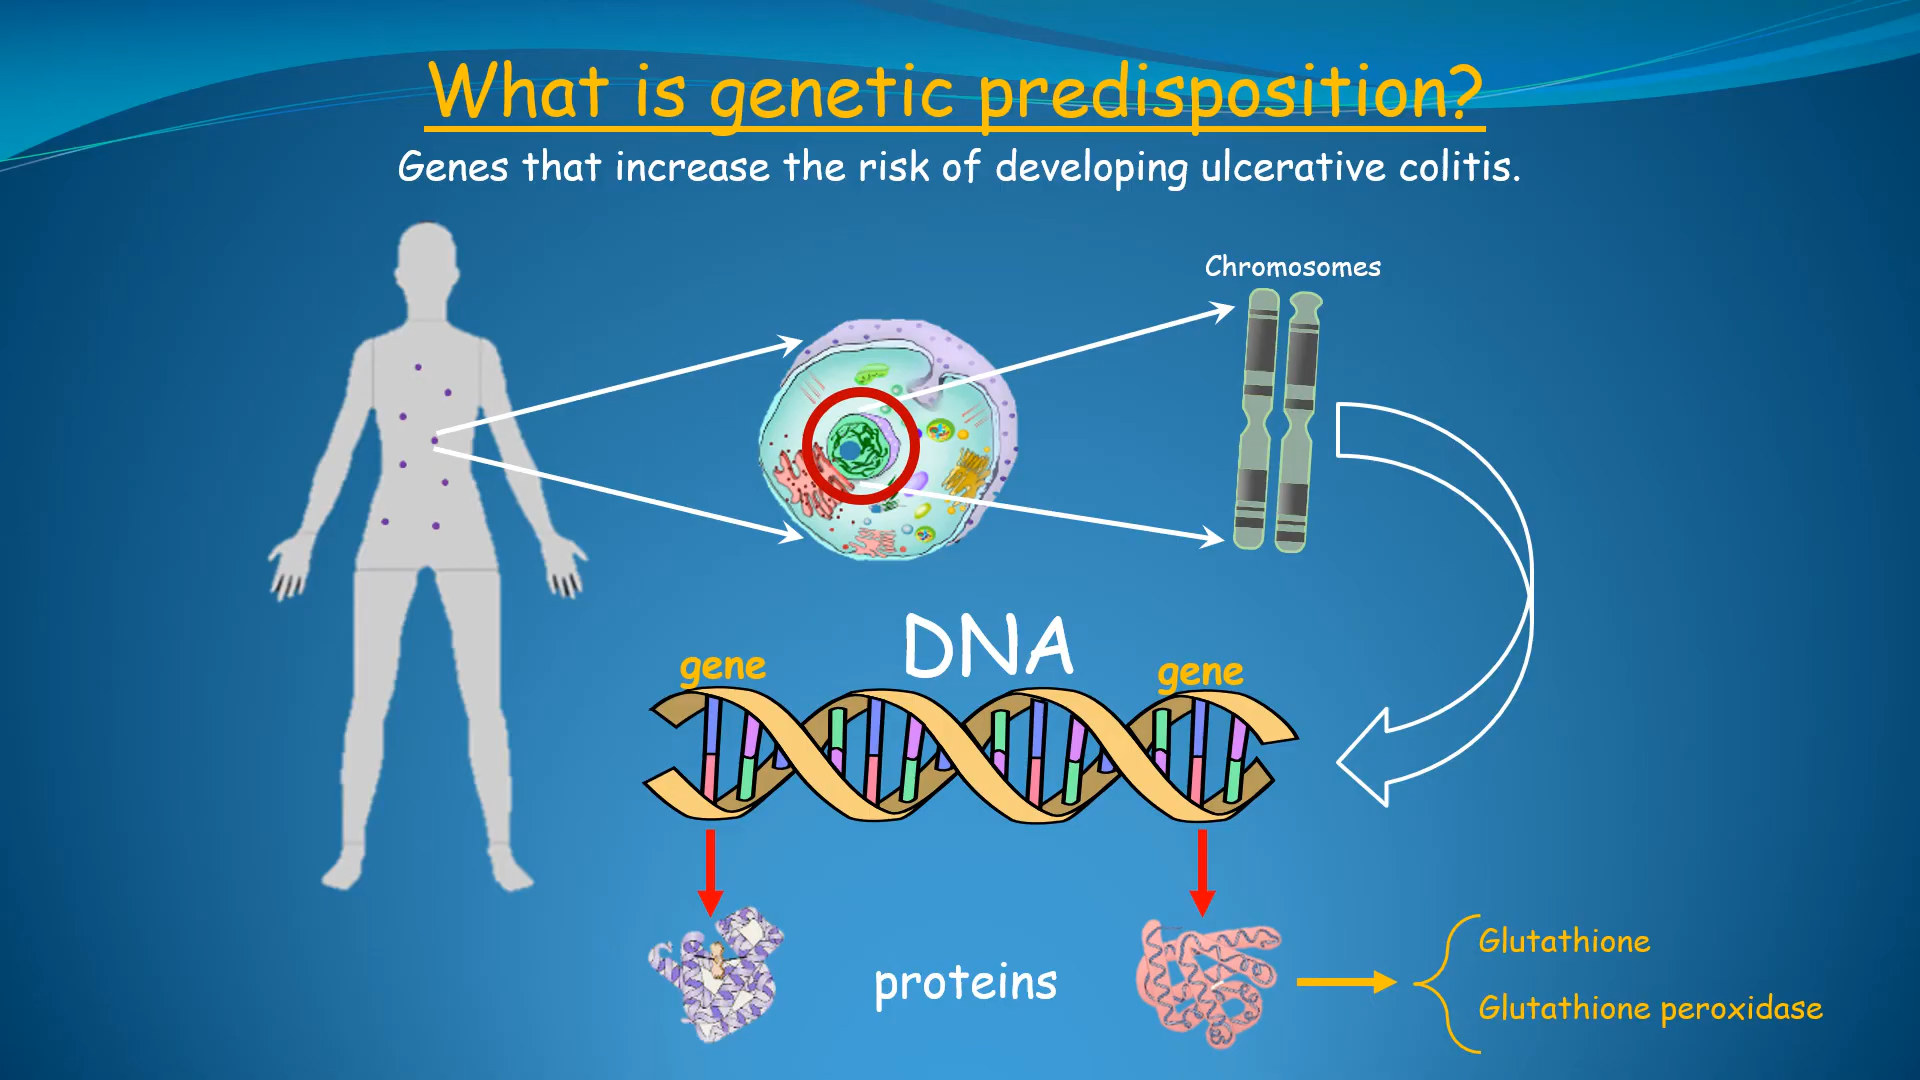 What is genetic predisposition?
Genes that increase the risk of developing ulcerative colitis.
Chromosomes
DNA
gene
gene
proteins
Glutathione
Glutathione peroxidase